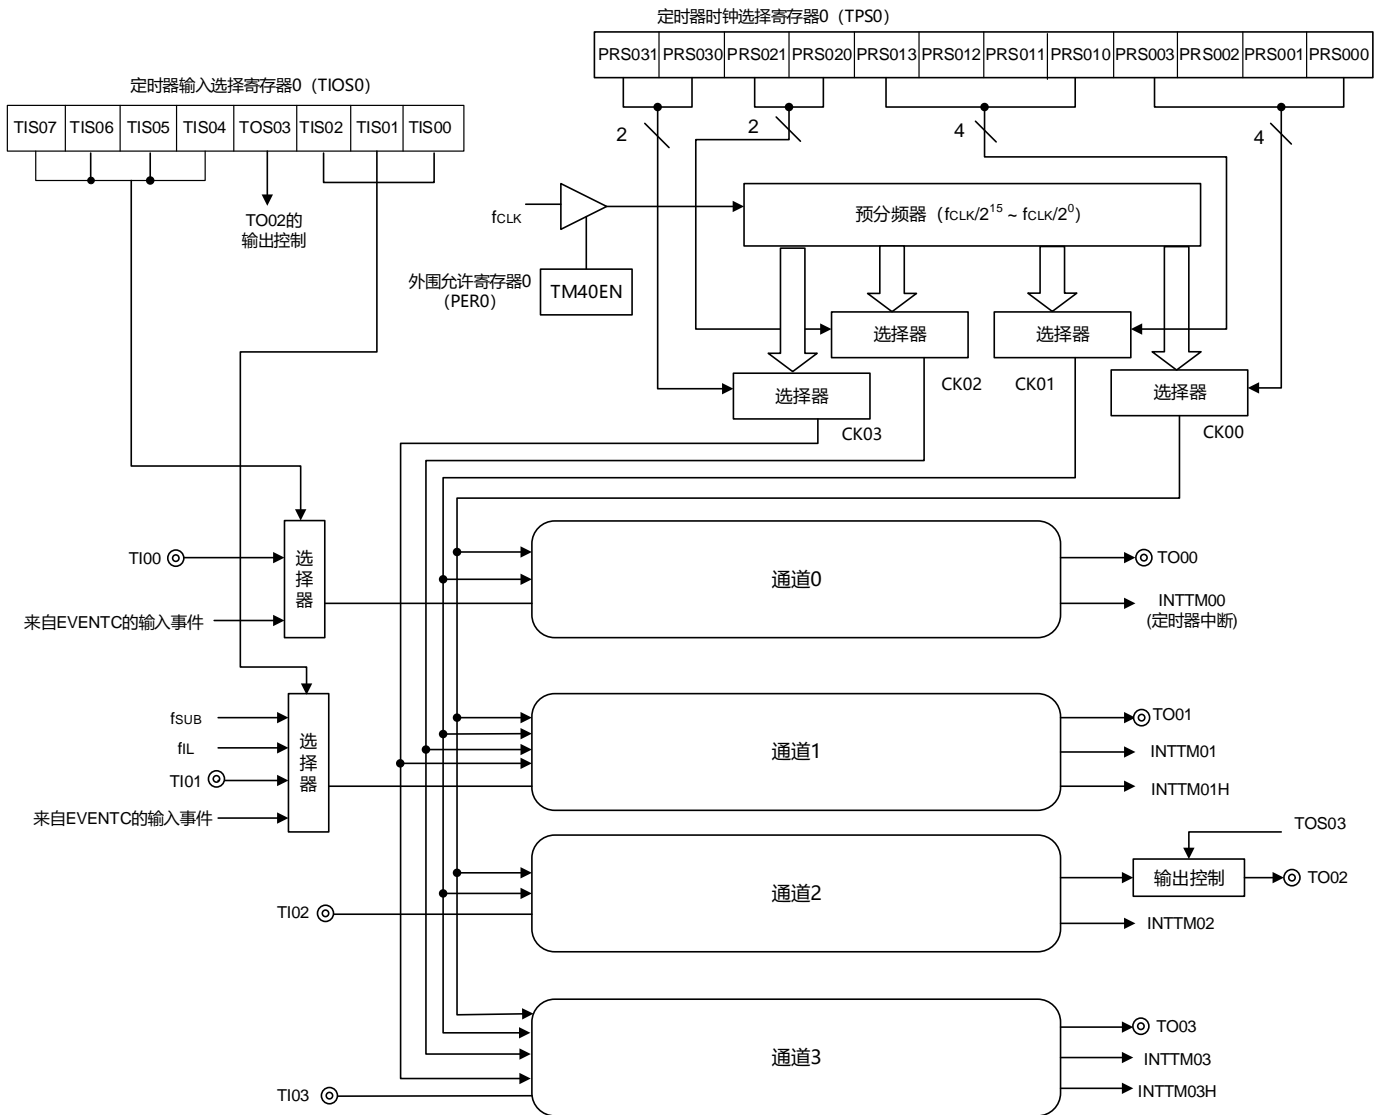 定时器时钟选择寄存器0（TPS0）
PRS031 PRS030 PRS021 PRS020 PRS013 PRS012 PRS011 PRS010 PRS003 PRS002 PRS001 PRS000
定时器输入选择寄存器0（TIOS0）
TIS07 TIS06 TIS05 TIS04 TOS03 TIS02 TIS01 TIS00
2
2
4
4
TO02的
输出控制
fCLK
预分频器（fCLK/2^15 ~ fCLK/2^0）
外围允许寄存器0
（PER0）
TM40EN
选择器
选择器
选择器
选择器
CK02
CK01
CK03
CK00
TI00
选择器
来自EVENTC的输入事件
通道0
TO00
INTTM00
(定时器中断)
fSUB
fIL
TI01
来自EVENTC的输入事件
选择器
通道1
TO01
INTTM01
INTTM01H
TOS03
TI02
通道2
输出控制
TO02
INTTM02
TI03
通道3
TO03
INTTM03
INTTM03H